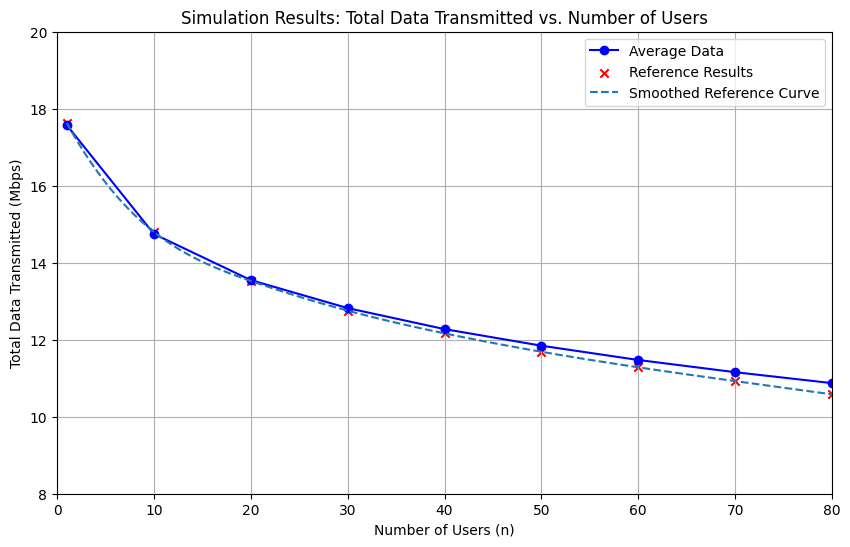 Simulation Results: Total Data Transmitted vs. Number of Users
Average Data
Reference Results
Smoothed Reference Curve
Total Data Transmitted (Mbps)
20
18
16
14
12
10
8
0 10 20 30 40 50 60 70 80
Number of Users (n)